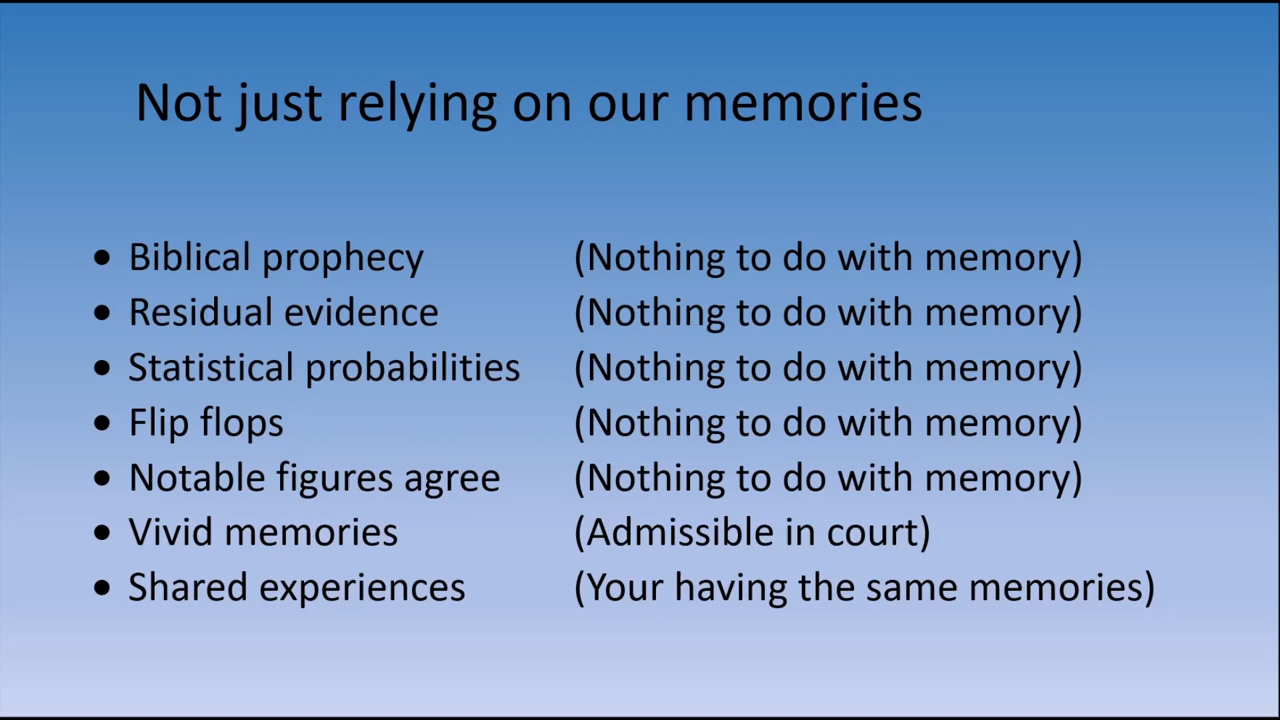 Not just relying on our memories
• Biblical prophecy (Nothing to do with memory)
• Residual evidence (Nothing to do with memory)
• Statistical probabilities (Nothing to do with memory)
• Flip flops (Nothing to do with memory)
• Notable figures agree (Nothing to do with memory)
• Vivid memories (Admissible in court)
• Shared experiences (Your having the same memories)